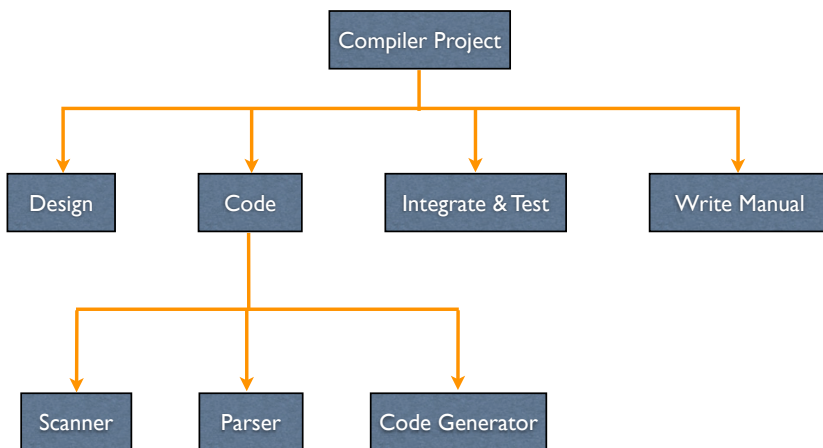 Compiler Project
Design
Code
Integrate & Test
Write Manual
Scanner
Parser
Code Generator